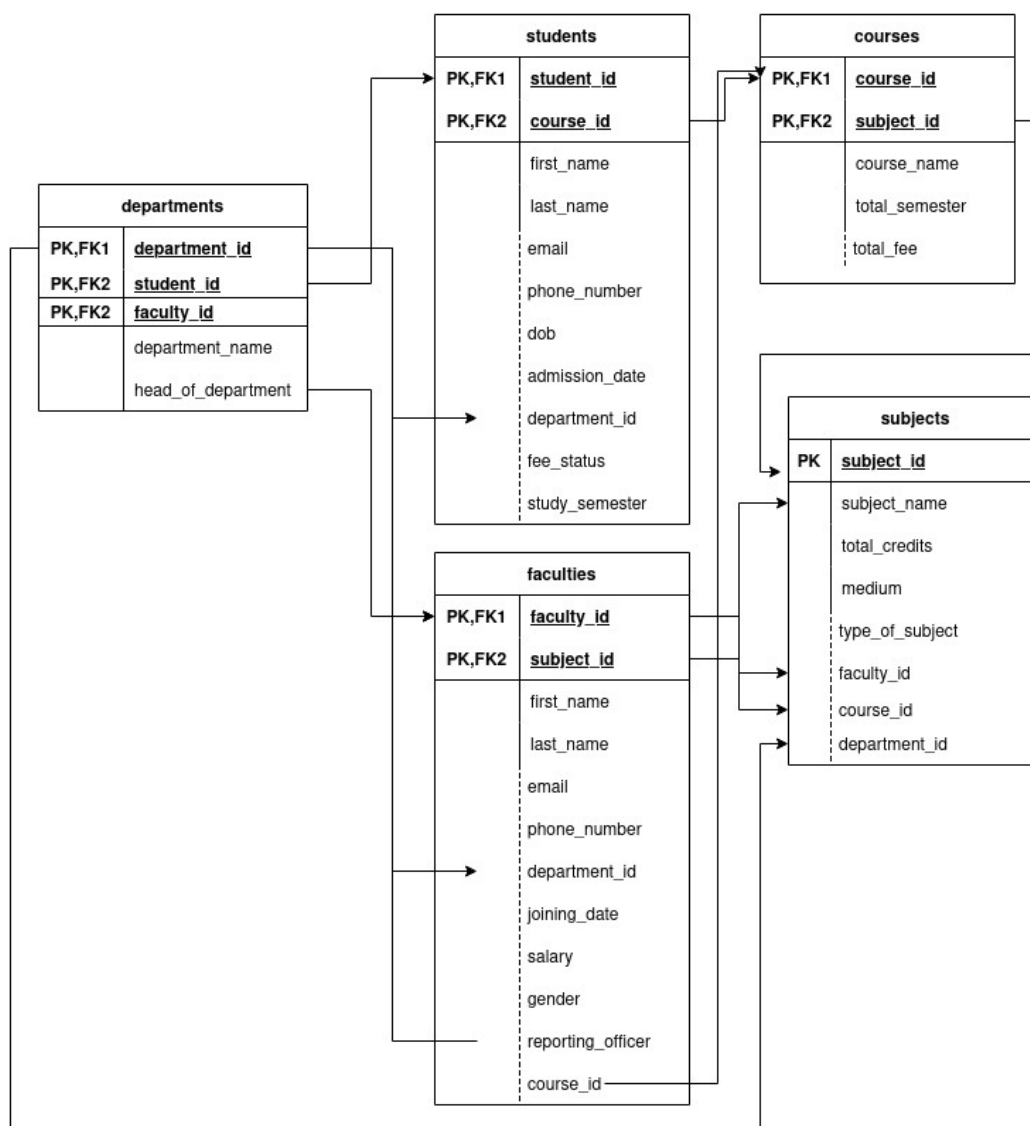 students
PK,FK1 student_id
PK,FK2 course_id
first_name
last_name
email
phone_number
dob
admission_date
department_id
fee_status
study_semester
courses
PK,FK1 course_id
PK,FK2 subject_id
course_name
total_semester
total_fee
departments
PK,FK1 department_id
PK,FK2 student_id
PK,FK2 faculty_id
department_name
head_of_department
subjects
PK subject_id
subject_name
total_credits
medium
type_of_subject
faculty_id
course_id
department_id
faculties
PK,FK1 faculty_id
PK,FK2 subject_id
first_name
last_name
email
phone_number
department_id
joining_date
salary
gender
reporting_officer
course_id